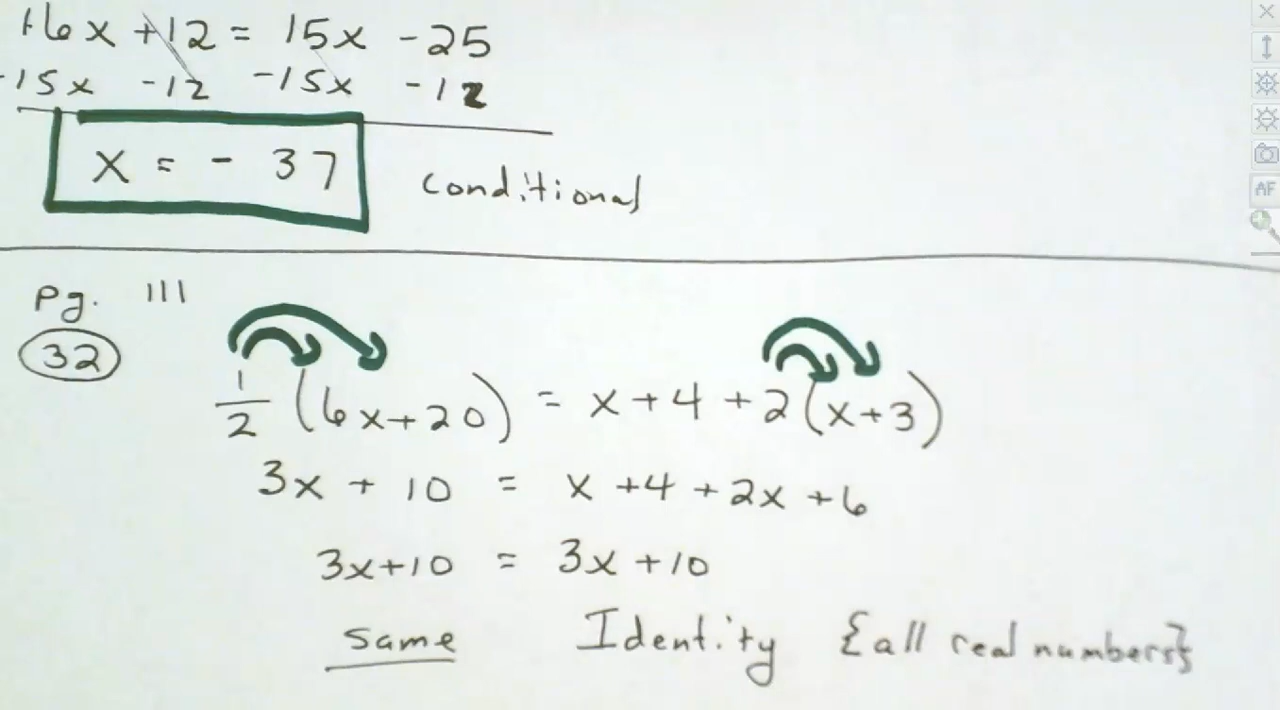 16x +12 = 15x -25
-15x -12 -15x -12
x = - 37 conditional
Pg. 111
32
1/2 (6x+20) = x+4+2(x+3)
3x + 10 = x +4 +2x +6
3x+10 = 3x +10
Same Identity {all real numbers}
AF